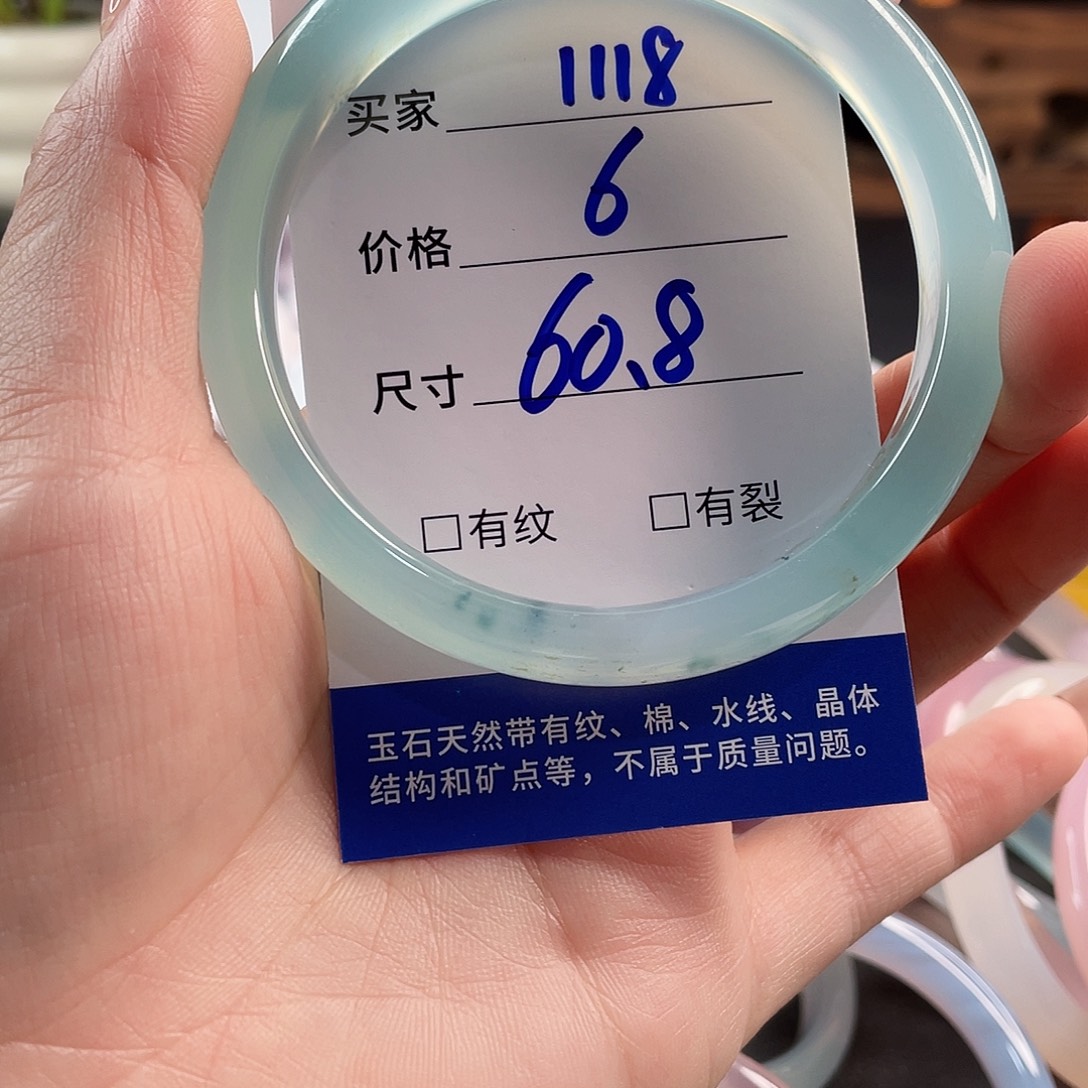 买家 1118
价格 6
尺寸 60.8
□有纹 □有裂
玉石天然带有纹、棉、水线、晶体
结构和矿点等，不属于质量问题。